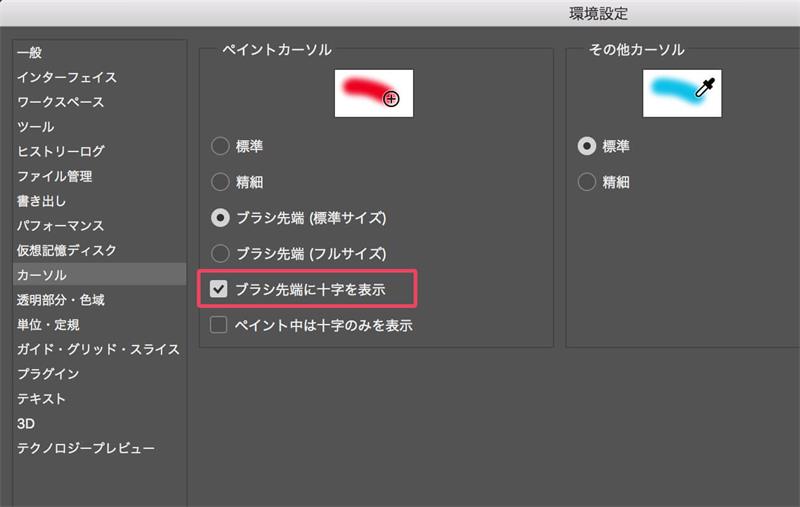 環境設定
一般
インターフェイス
ワークスペース
ツール
ヒストリーログ
ファイル管理
書き出し
パフォーマンス
仮想記憶ディスク
カーソル
透明部分・色域
単位・定規
ガイド・グリッド・スライス
プラグイン
テキスト
3D
テクノロジープレビュー
ペイントカーソル
標準
精細
ブラシ先端 (標準サイズ)
ブラシ先端 (フルサイズ)
ブラシ先端に十字を表示
ペイント中は十字のみを表示
その他カーソル
標準
精細